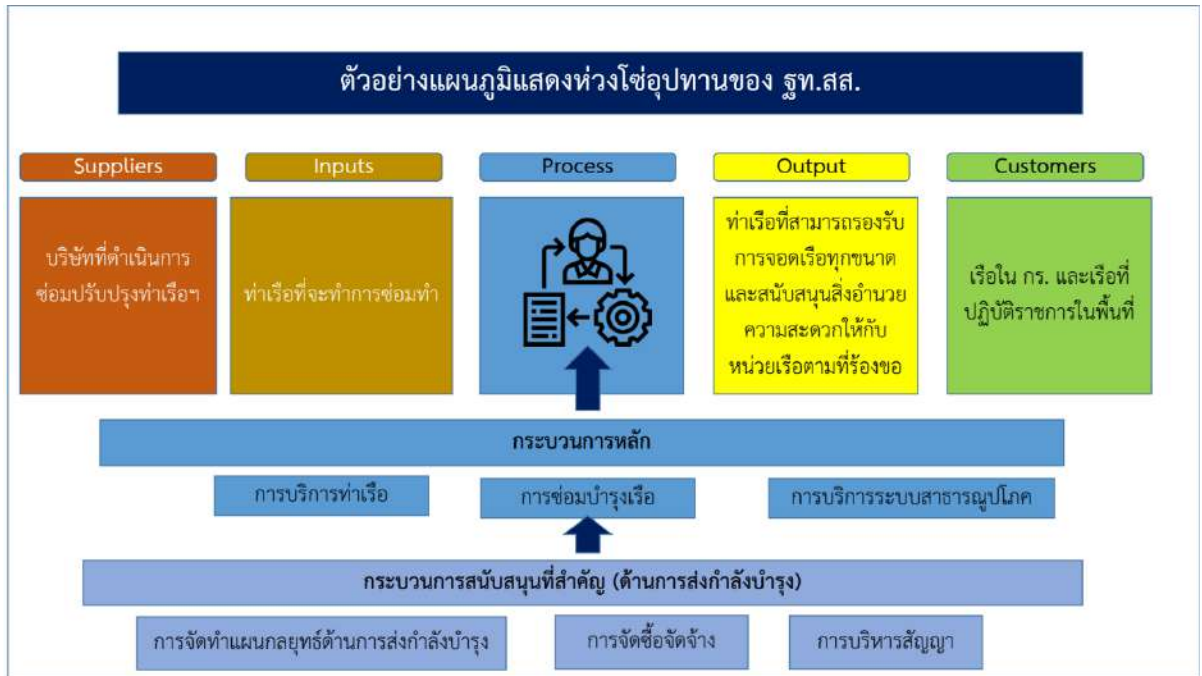 ตัวอย่างแผนภูมิแสดงห่วงโซ่อุปทานของ ฐท.สส.
Suppliers
Inputs
Process
Output
Customers
บริษัทที่ดำเนินการ
ซ่อมปรับปรุงท่าเรือฯ
ท่าเรือที่จะทำการซ่อมทำ
ท่าเรือที่สามารถรองรับ
การจอดเรือทุกขนาด
และสนับสนุนสิ่งอำนวย
ความสะดวกให้กับ
หน่วยเรือตามที่ร้องขอ
เรือใน กร. และเรือที่
ปฏิบัติราชการในพื้นที่
กระบวนการหลัก
การบริการท่าเรือ
การซ่อมบำรุงเรือ
การบริการระบบสาธารณูปโภค
กระบวนการสนับสนุนที่สำคัญ (ด้านการส่งกำลังบำรุง)
การจัดทำแผนกลยุทธ์ด้านการส่งกำลังบำรุง
การจัดซื้อจัดจ้าง
การบริหารสัญญา